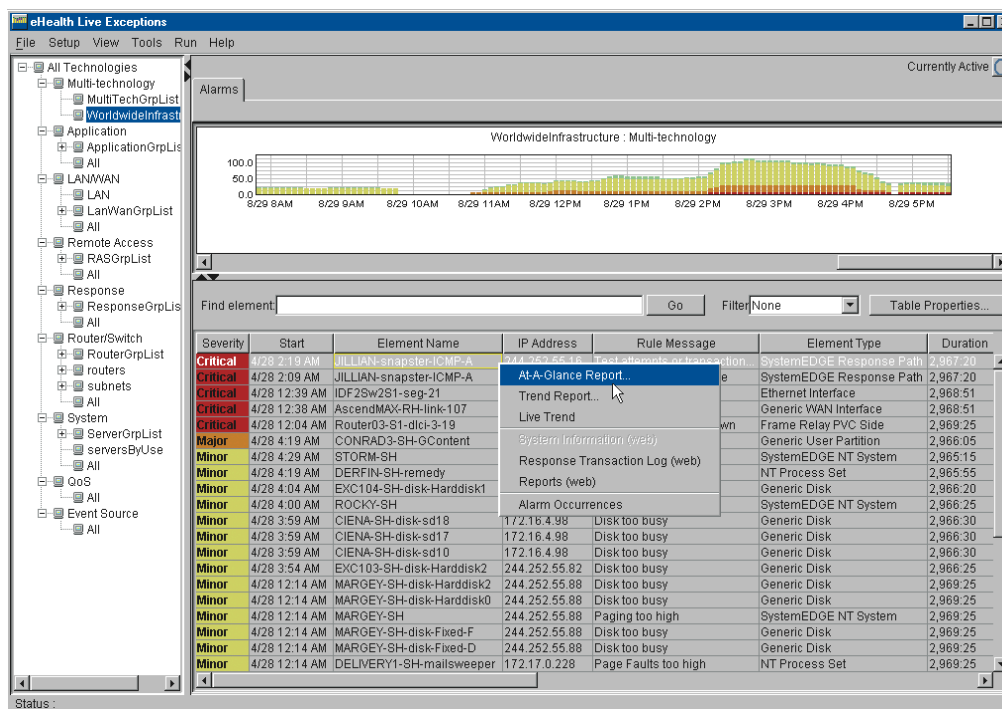 eHealth Live Exceptions
File Setup View Tools Run Help
All Technologies
Multi-technology
MultiTechGrpList
WorldwideInfrastr
Application
ApplicationGrpLis
All
LAN/WAN
LAN
LanWanGrpList
All
Remote Access
RASGrpList
All
Response
ResponseGrpLis
All
Router/Switch
RouterGrpList
routers
subnets
All
System
ServerGrpList
serversByUse
All
QoS
All
Event Source
All
Currently Active
Alarms
WorldwideInfrastructure : Multi-technology
100.0
50.0
0.0
8/29 8AM 8/29 9AM 8/29 10AM 8/29 11AM 8/29 12PM 8/29 1PM 8/29 2PM 8/29 3PM 8/29 4PM 8/29 5PM
Find element: Go Filter None Table Properties...
Severity Start Element Name IP Address Rule Message Element Type Duration
Critical 4/28 2:19 AM JILLIAN-snapster-ICMP-A 244.252.55.16 Test attempts or transaction... SystemEDGE Response Path 2,967:20
Critical 4/28 2:09 AM JILLIAN-snapster-ICMP-A e SystemEDGE Response Path 2,967:20
Critical 4/28 12:39 AM IDF2Sw2S1-seg-21 Ethernet Interface 2,968:51
Critical 4/28 12:38 AM AscendMAX-RH-link-107 Generic WAN Interface 2,968:51
Critical 4/28 12:04 AM Router03-S1-dlci-3-19 wn Frame Relay PVC Side 2,969:25
Major 4/28 4:19 AM CONRAD3-SH-GContent Generic User Partition 2,966:05
Minor 4/28 4:29 AM STORM-SH SystemEDGE NT System 2,965:15
Minor 4/28 4:19 AM DERFIN-SH-remedy NT Process Set 2,965:55
Minor 4/28 4:04 AM EXC104-SH-disk-Harddisk1 Generic Disk 2,966:20
Minor 4/28 4:00 AM ROCKY-SH SystemEDGE NT System 2,966:25
Minor 4/28 3:59 AM CIENA-SH-disk-sd18 172.16.4.98 Disk too busy Generic Disk 2,966:30
Minor 4/28 3:59 AM CIENA-SH-disk-sd17 172.16.4.98 Disk too busy Generic Disk 2,966:30
Minor 4/28 3:59 AM CIENA-SH-disk-sd10 172.16.4.98 Disk too busy Generic Disk 2,966:30
Minor 4/28 3:54 AM EXC103-SH-disk-Harddisk2 244.252.55.82 Disk too busy Generic Disk 2,966:30
Minor 4/28 12:14 AM MARGEY-SH-disk-Harddisk2 244.252.55.88 Disk too busy Generic Disk 2,969:25
Minor 4/28 12:14 AM MARGEY-SH-disk-Harddisk0 244.252.55.88 Disk too busy Generic Disk 2,969:25
Minor 4/28 12:14 AM MARGEY-SH 244.252.55.88 Paging too high SystemEDGE NT System 2,969:25
Minor 4/28 12:14 AM MARGEY-SH-disk-Fixed-F 244.252.55.88 Disk too busy Generic Disk 2,969:25
Minor 4/28 12:14 AM MARGEY-SH-disk-Fixed-D 244.252.55.88 Disk too busy Generic Disk 2,969:25
Minor 4/28 12:14 AM DELIVERY1-SH-mailsweeper 172.17.0.228 Page Faults too high NT Process Set 2,969:25
At-A-Glance Report...
Trend Report...
Live Trend
System Information (web)
Response Transaction Log (web)
Reports (web)
Alarm Occurrences
Status :